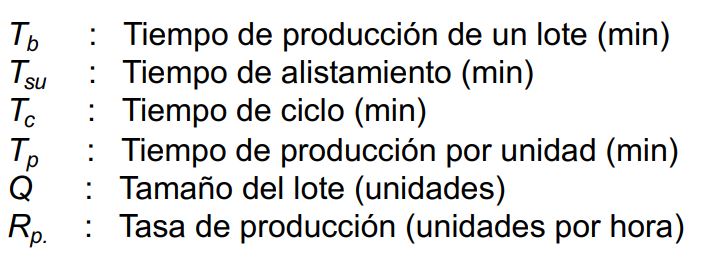 Tb : Tiempo de producción de un lote (min)
Tsu : Tiempo de alistamiento (min)
Tc : Tiempo de ciclo (min)
Tp : Tiempo de producción por unidad (min)
Q : Tamaño del lote (unidades)
Rp. : Tasa de producción (unidades por hora)